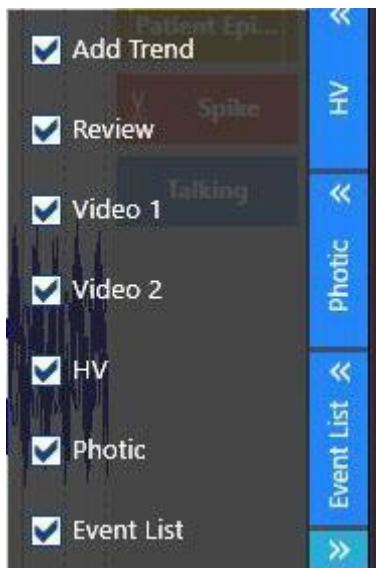 Patient Epi...
Add Trend
Spike
Review
Talking
Video 1
Video 2
HV
Photic
Event List
HV
Photic
Event List